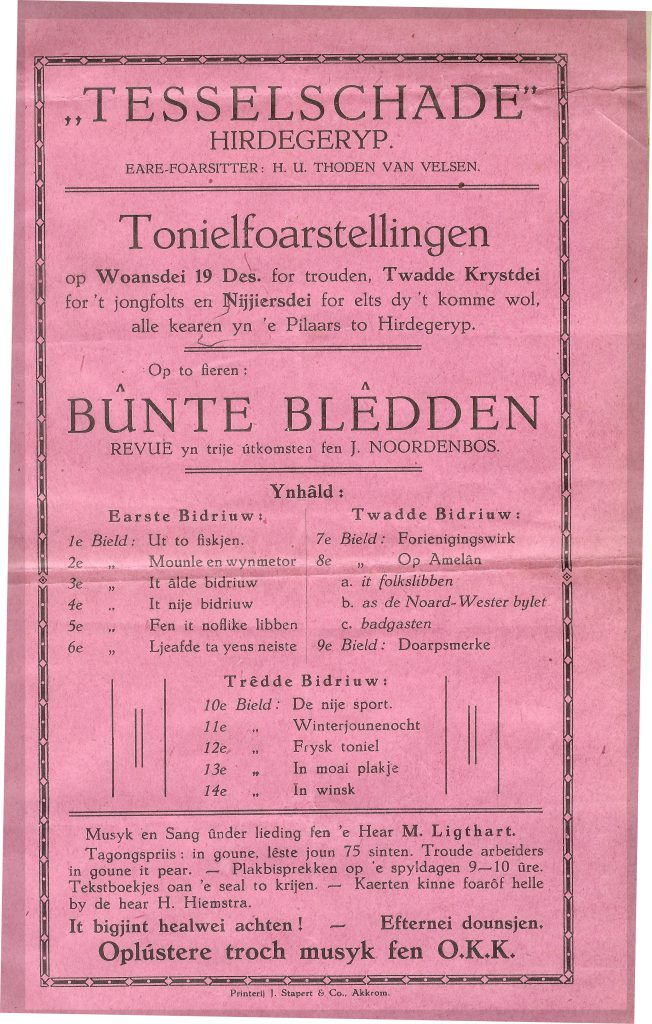 „TESSELSCHADE”
HIRDEGERYP.
EARE-FOARSITTER: H. U. THODEN VAN VELSEN.
Tonielfoarstellingen
op Woansdei 19 Des. for trouden, Twadde Krystdei
for 't jongfolts en Nijjiersdei for elts dy 't komme wol,
alle kearen yn 'e Pilaars to Hirdegeryp.
Op to fieren:
BÛNTE BLÊDDEN
REVUE yn trije útkomsten fen J. NOORDENBOS.
Ynhâld:
Earste Bidriuw:
1e Bield: Ut to fiskjen.
2e „ Mounle en wynmetor
3e „ It âlde bidriuw
4e „ It nije bidriuw
5e „ Fen it noflike libben
6e „ Ljeafde ta yens neiste
Twadde Bidriuw:
7e Bield: Forienigingswirk
8e „ Op Amelân
a. it folkslibben
b. as de Noard-Wester bylet
c. badgasten
9e Bield: Doarpsmerke
Trêdde Bidriuw:
10e Bield: De nije sport.
11e „ Winterjounenocht
12e „ Frysk toniel
13e „ In moai plakje
14e „ In winsk
Musyk en Sang ûnder lieding fen 'e Hear M. Ligthart.
Tagongspriis: in goune, lêste joun 75 sinten. Troude arbeiders
in goune it pear. — Plakbisprekken op 'e spyldagen 9—10 ûre.
Tekstboekjes oan 'e seal to krijen. — Kaerten kinne foarôf helle
by de hear H. Hiemstra.
It bigjint healwei achten! — Efternei dounsjen.
Oplústere troch musyk fen O.K.K.
Printerij J. Stapert & Co., Akkrom.